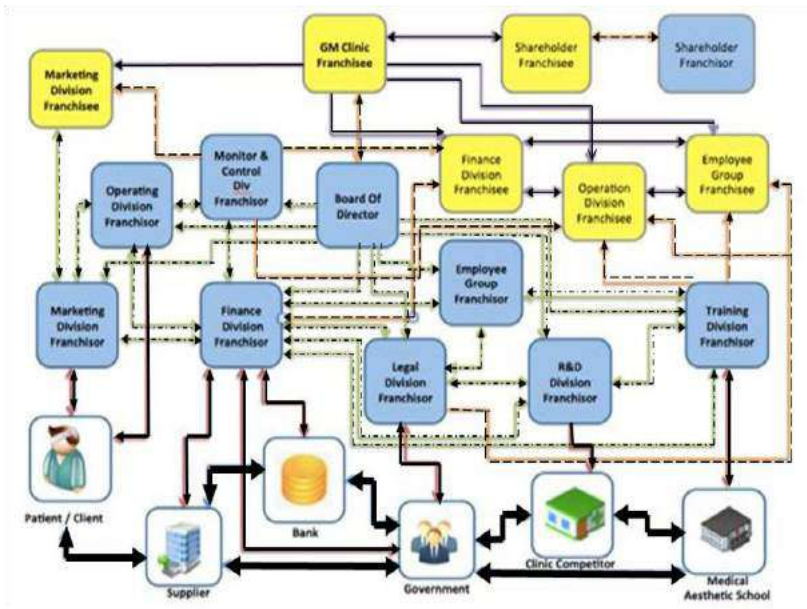 GM Clinic
Franchisee
Shareholder
Franchisee
Shareholder
Franchisor
Marketing
Division
Franchisee
Monitor &
Control
Div
Franchisor
Finance
Division
Franchisee
Employee
Group
Franchisee
Operating
Division
Franchisor
Board Of
Director
Operation
Division
Franchisee
Employee
Group
Franchisor
Marketing
Division
Franchisor
Finance
Division
Franchisor
Training
Division
Franchisor
Legal
Division
Franchisor
R&D
Division
Franchisor
Patient / Client
Bank
Supplier
Government
Clinic Competitor
Medical
Aesthetic School